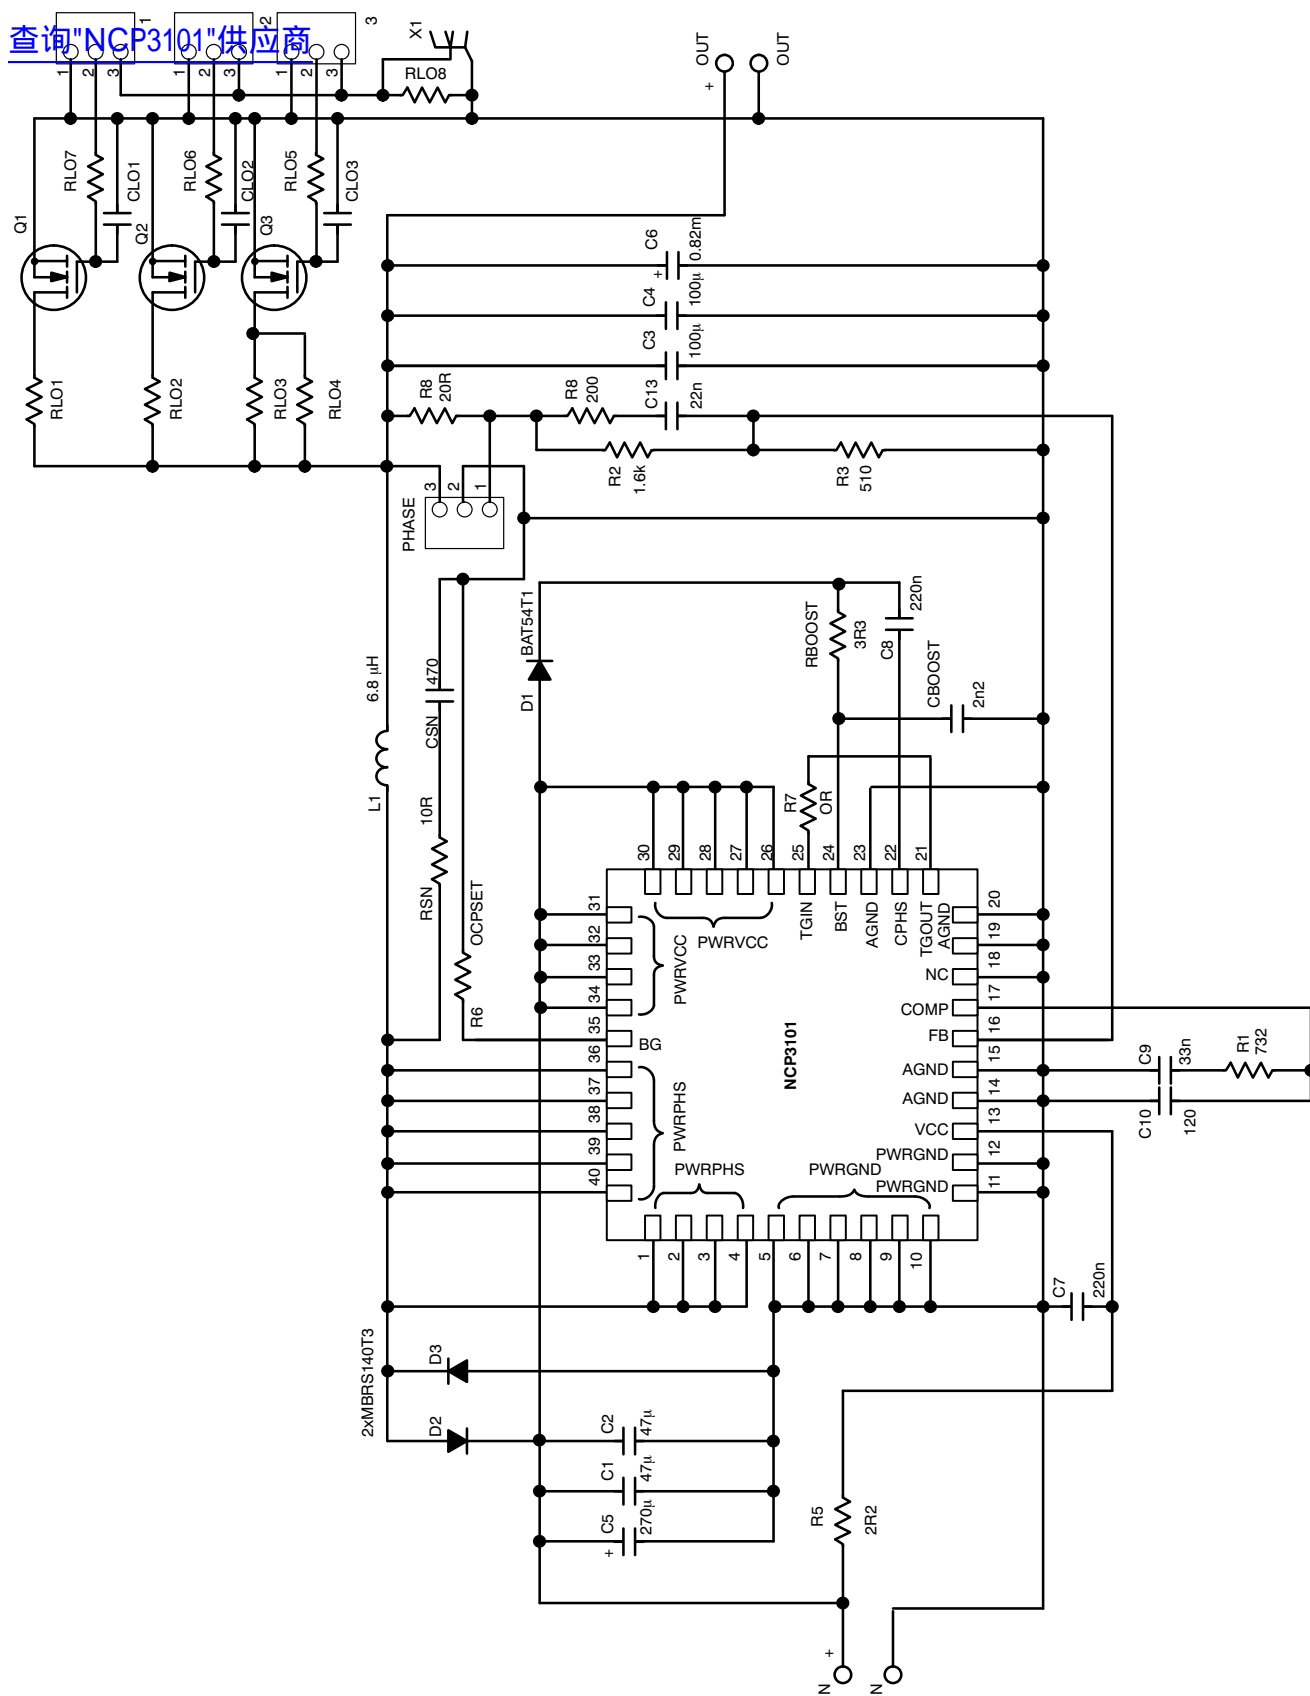 查询"NCP3101"供应商
1
2
3
1
2
3
1
2
3
1
2
3
X1
RLO8
OUT
+
OUT
RLO7
CLO1
RLO6
CLO2
RLO5
CLO3
Q1
Q2
Q3
RLO1
RLO2
RLO3
RLO4
C6
+
0.82m
C4
100µ
C3
100µ
R8
20R
R8
200
C13
22n
R2
1.6k
R3
510
PHASE
3
2
1
6.8 µH
L1
470
CSN
10R
RSN
OCPSET
R6
BAT54T1
D1
RBOOST
3R3
C8
220n
CBOOST
2n2
R7
OR
30
29
28
27
26
25
24
23
22
21
PWRVCC
TGIN
BST
AGND
CPHS
TGOUT
31
32
33
34
35
36
37
38
39
40
PWRVCC
BG
PWRPHS
NCP3101
AGND
NC
COMP
FB
AGND
AGND
VCC
PWRGND
PWRGND
20
19
18
17
16
15
14
13
12
11
PWRPHS
PWRGND
1
2
3
4
5
6
7
8
9
10
C9
33n
R1
732
C10
120
C7
220n
2xMBRS140T3
D3
D2
C2
47µ
C1
47µ
C5
+
270µ
R5
2R2
+
N
N